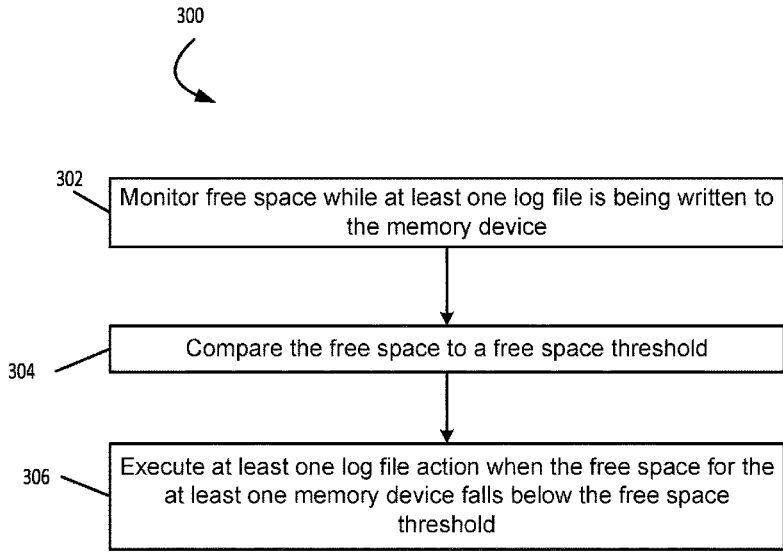 300
302
Monitor free space while at least one log file is being written to
the memory device
304
Compare the free space to a free space threshold
306
Execute at least one log file action when the free space for the
at least one memory device falls below the free space
threshold